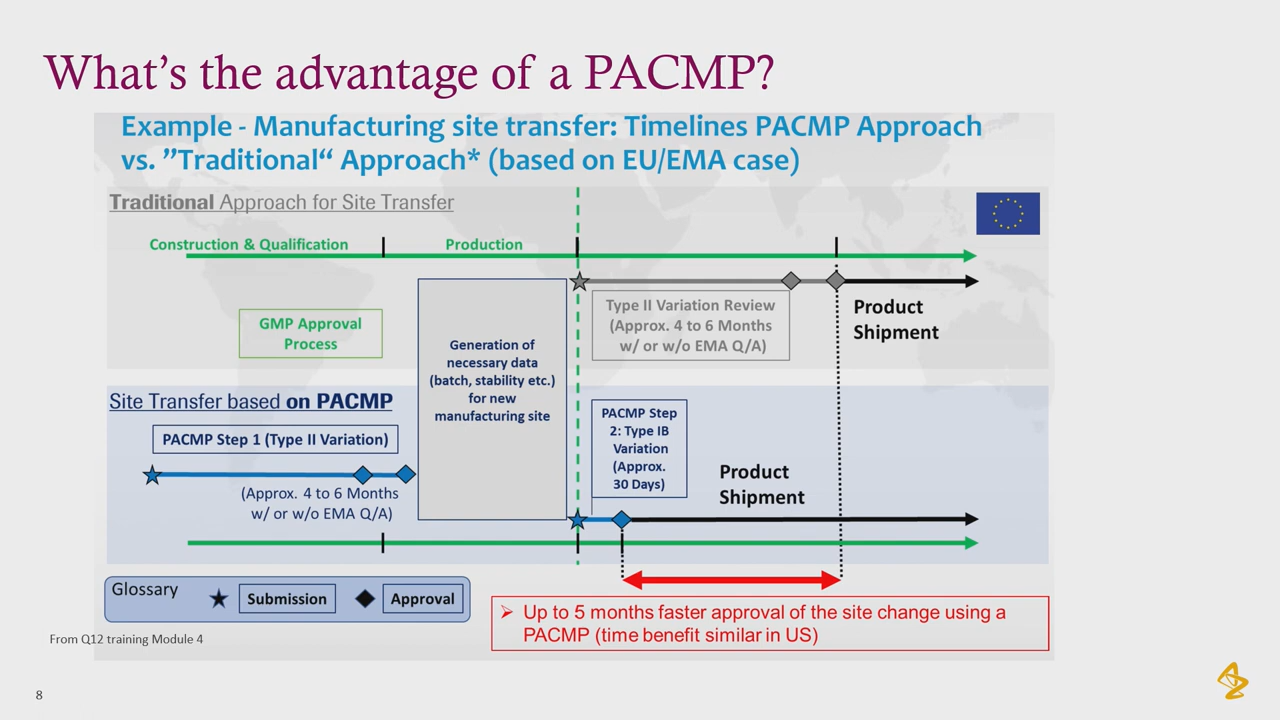 What’s the advantage of a PACMP?
Example - Manufacturing site transfer: Timelines PACMP Approach
vs. ”Traditional“ Approach* (based on EU/EMA case)
Traditional Approach for Site Transfer
Construction & Qualification
Production
GMP Approval
Process
Generation of
necessary data
(batch, stability etc.)
for new
manufacturing site
Type II Variation Review
(Approx. 4 to 6 Months
w/ or w/o EMA Q/A)
Product
Shipment
Site Transfer based on PACMP
PACMP Step 1 (Type II Variation)
(Approx. 4 to 6 Months
w/ or w/o EMA Q/A)
PACMP Step
2: Type IB
Variation
(Approx.
30 Days)
Product
Shipment
Glossary
Submission
Approval
➢ Up to 5 months faster approval of the site change using a
PACMP (time benefit similar in US)
From Q12 training Module 4
8